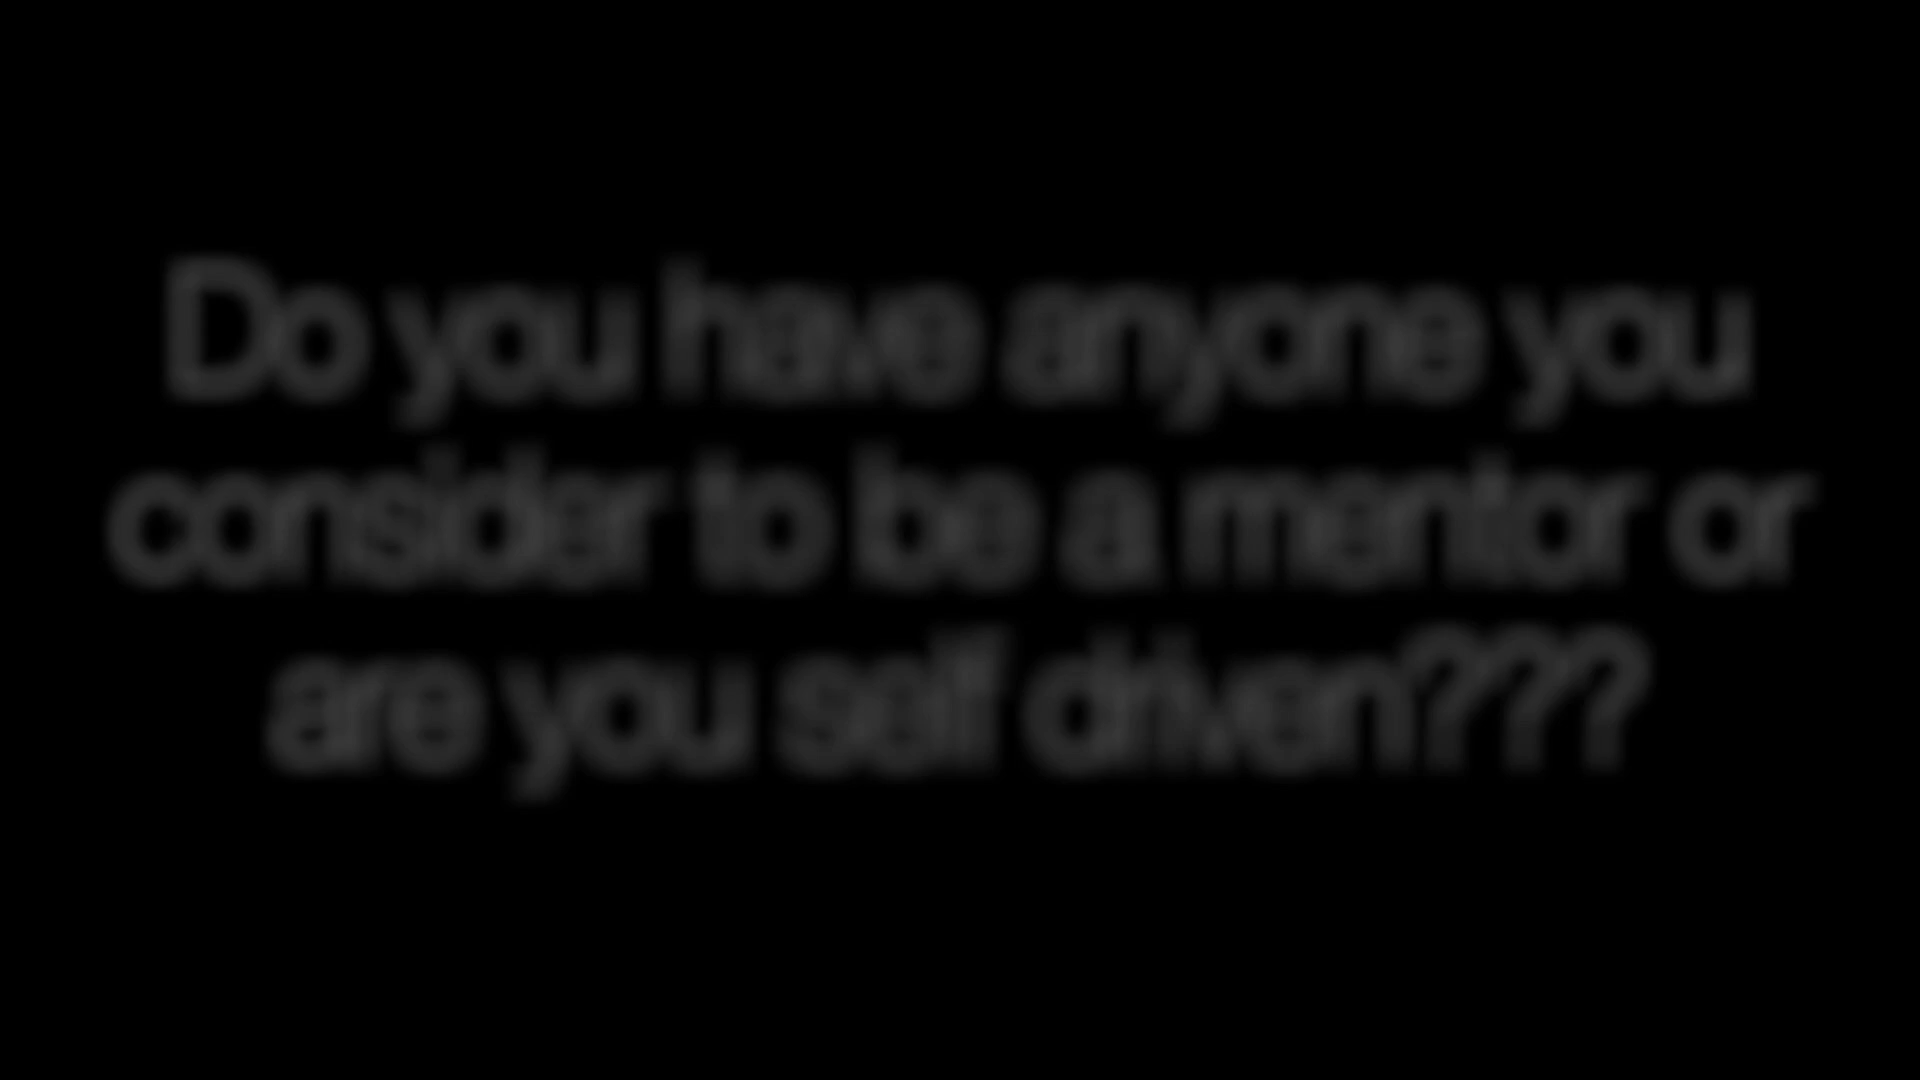 Do you have anyone you
consider to be a mentor or
are you self driven???